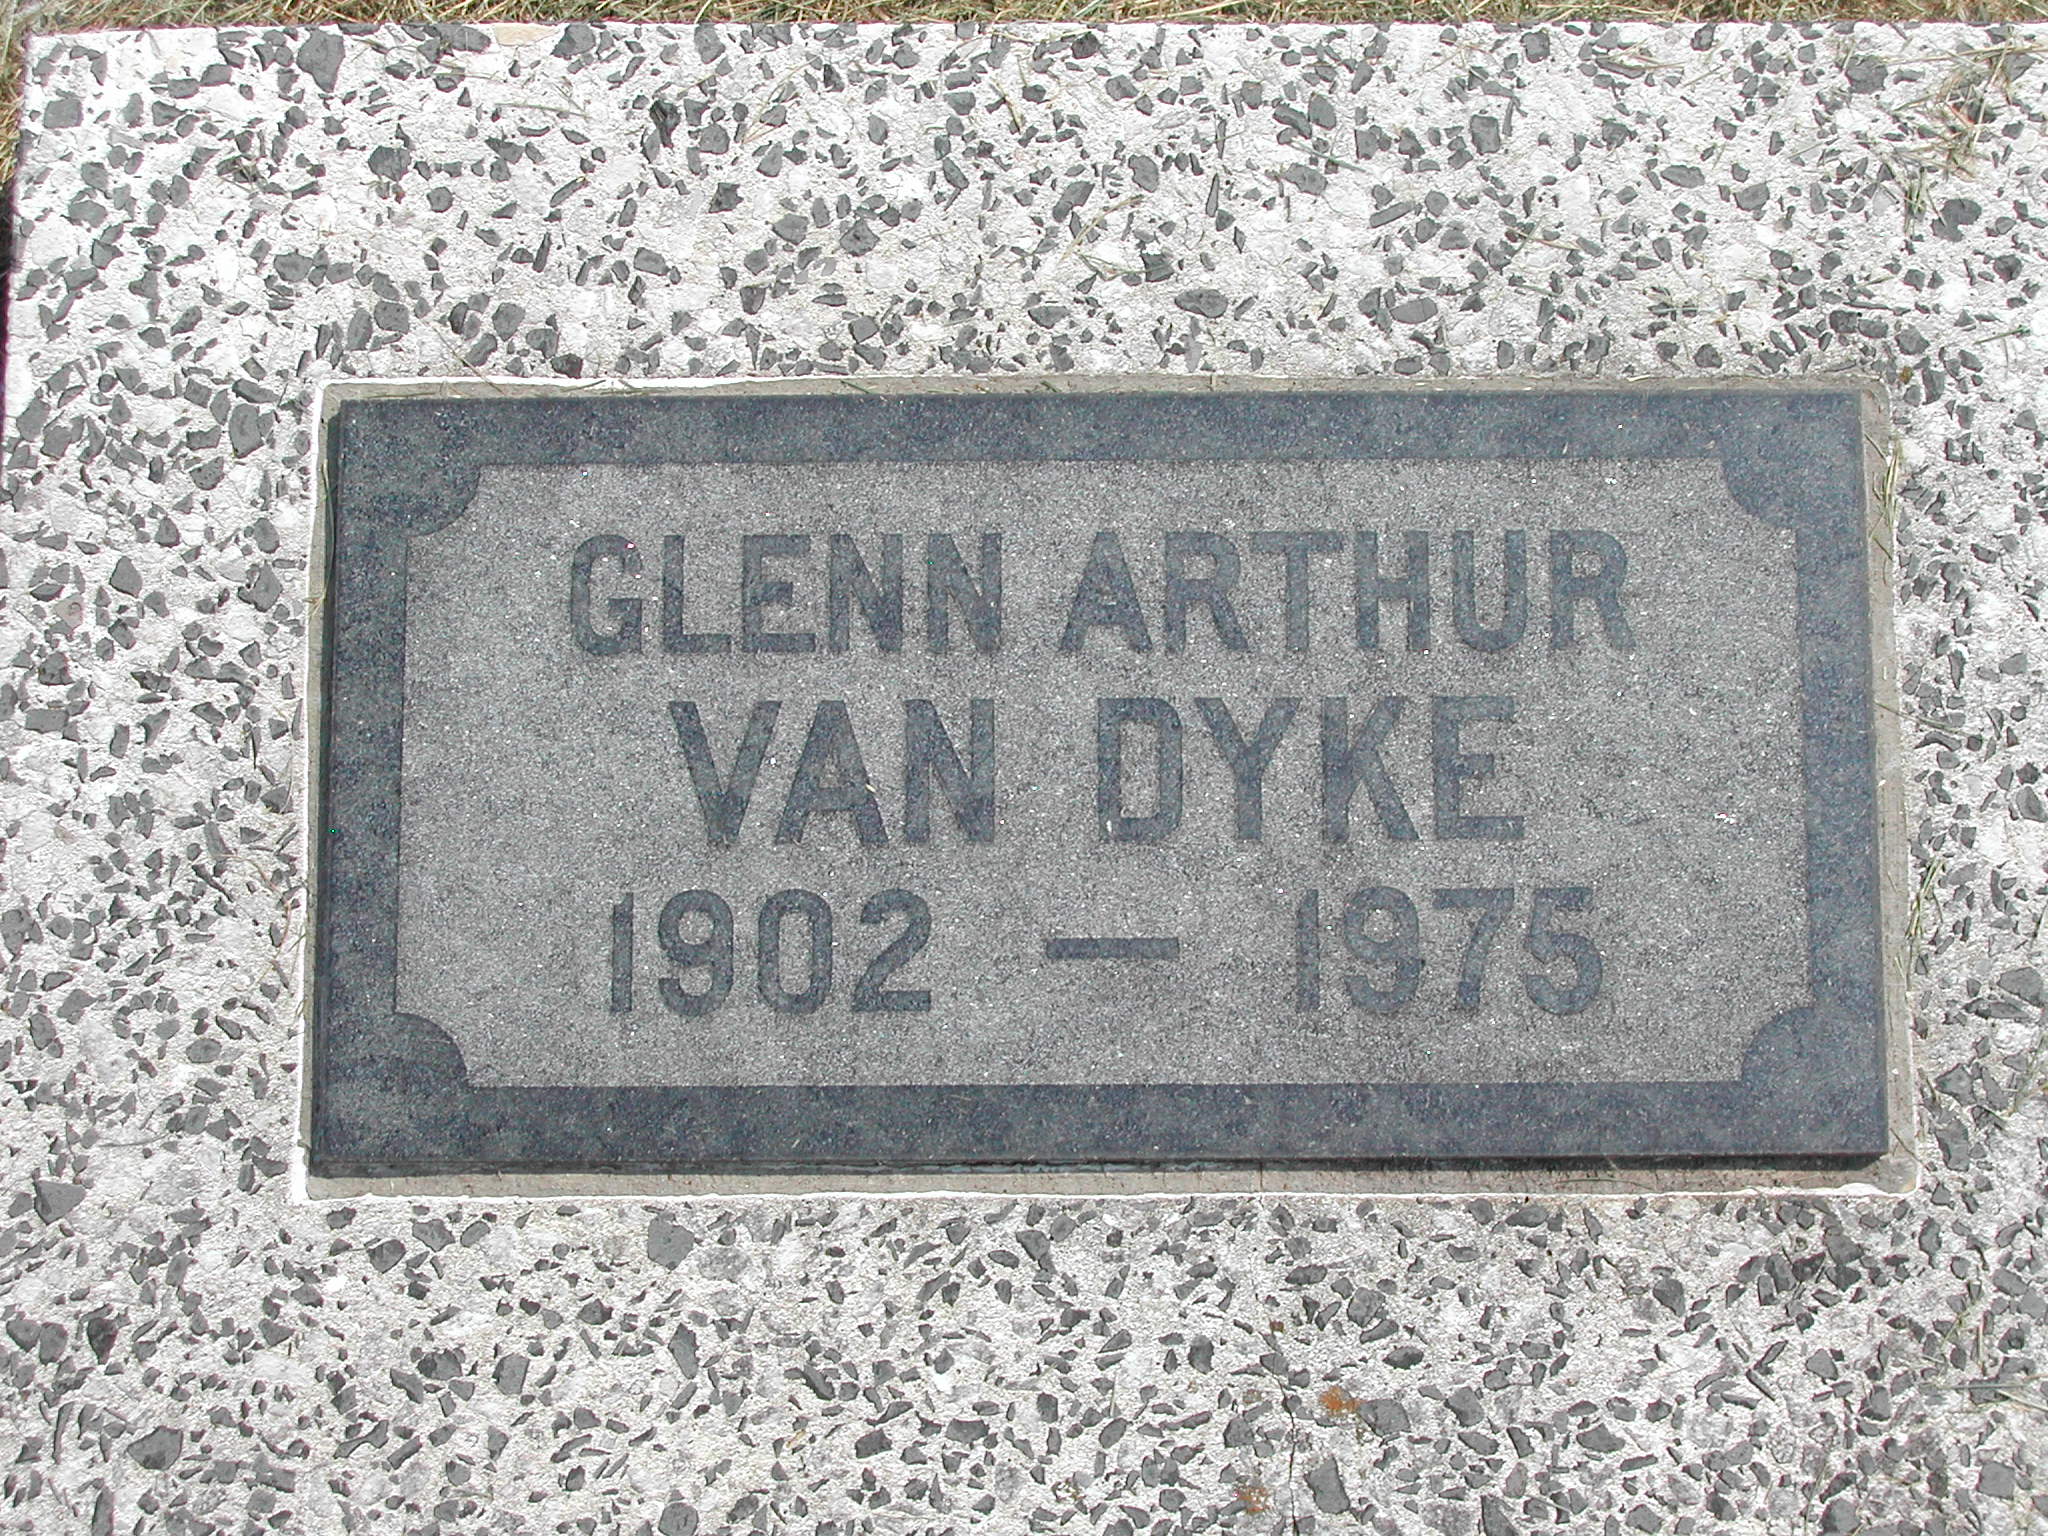 GLENN ARTHUR
VAN DYKE
1902 — 1975